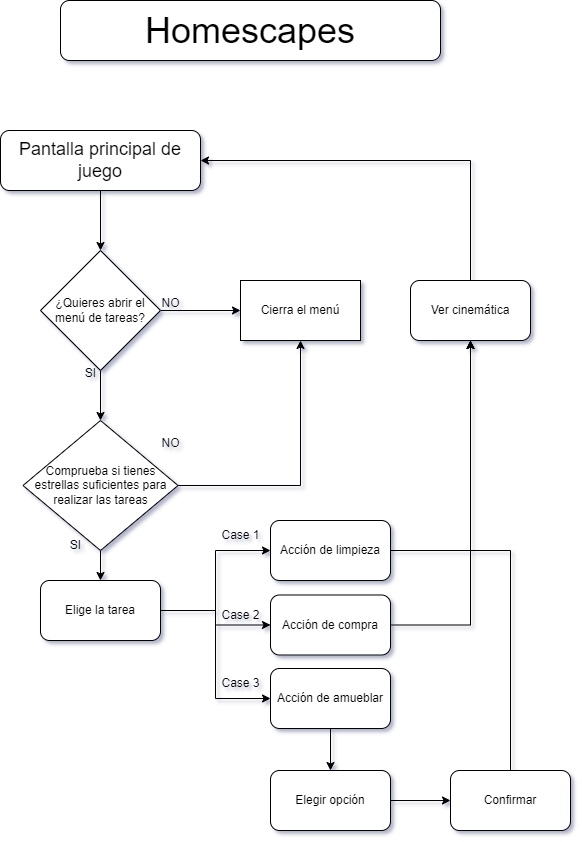 Homescapes
Pantalla principal de
juego
¿Quieres abrir el
menú de tareas?
NO
Cierra el menú
Ver cinemática
SI
NO
Comprueba si tienes
estrellas suficientes para
realizar las tareas
SI
Case 1
Acción de limpieza
Elige la tarea
Case 2
Acción de compra
Case 3
Acción de amueblar
Elegir opción
Confirmar